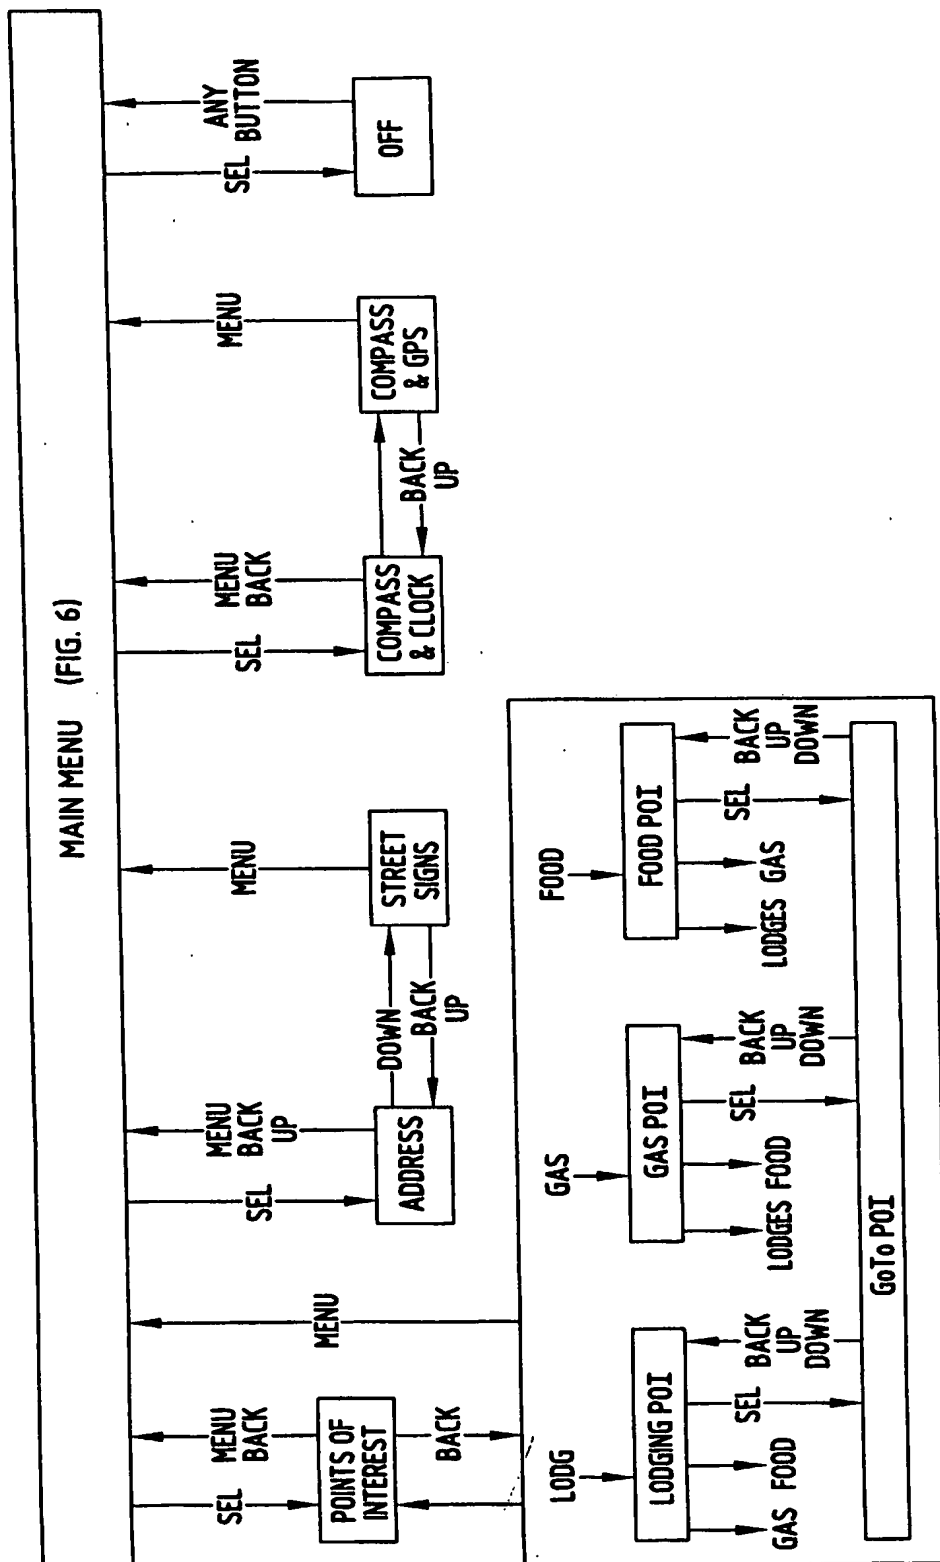 MAIN MENU (FIG. 6)
SEL
MENU
BACK
MENU
SEL
MENU
BACK
UP
MENU
SEL
MENU
BACK
MENU
SEL
ANY
BUTTON
POINTS OF
INTEREST
BACK
ADDRESS
DOWN
BACK
UP
STREET
SIGNS
COMPASS
& CLOCK
BACK
UP
COMPASS
& GPS
OFF
LODG
GAS
FOOD
LODGING POI
GAS POI
FOOD POI
GAS
FOOD
SEL
BACK
UP
DOWN
LODGES
FOOD
SEL
BACK
UP
DOWN
LODGES
GAS
SEL
BACK
UP
DOWN
GoTo POI